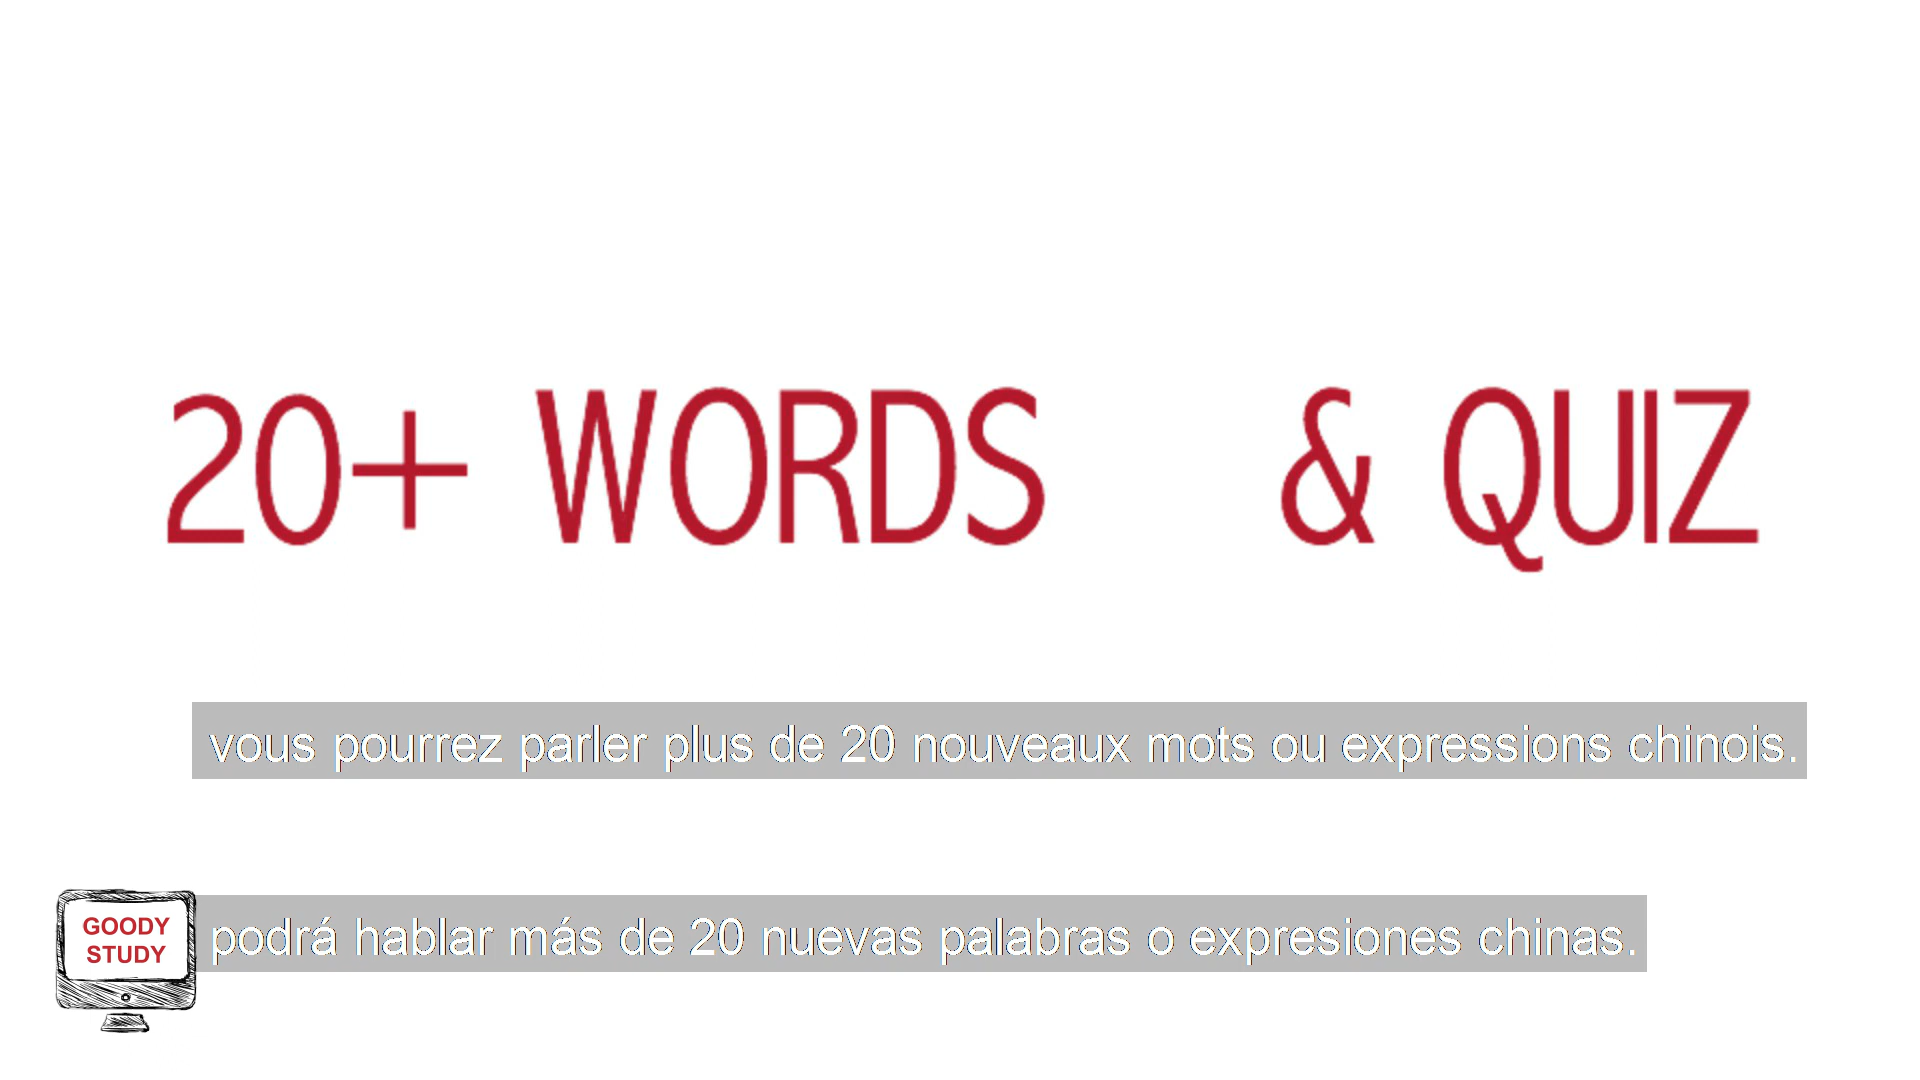 20+ WORDS & QUIZ
vous pourrez parler plus de 20 nouveaux mots ou expressions chinois.
GOODY
STUDY
podrá hablar más de 20 nuevas palabras o expresiones chinas.